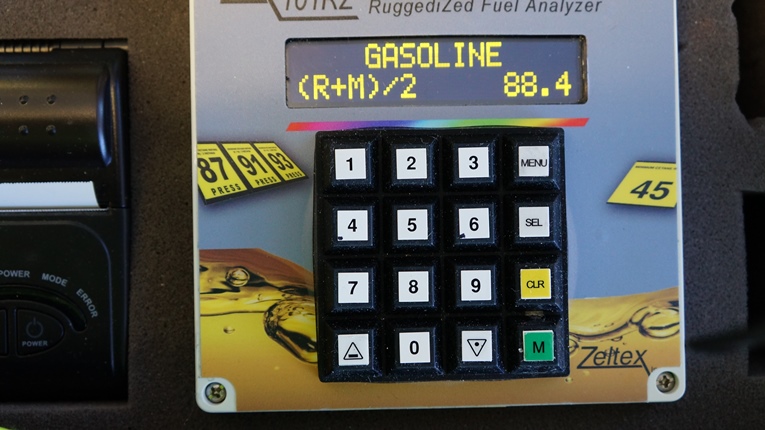 101R2
RuggediZed Fuel Analyzer
GASOLINE
(R+M)/2 88.4
87 91 93
PRESS PRESS PRESS
45
1 2 3 MENU
4 5 6 SEL
7 8 9 CLR
0 M
Zeltex
POWER MODE ERROR
POWER